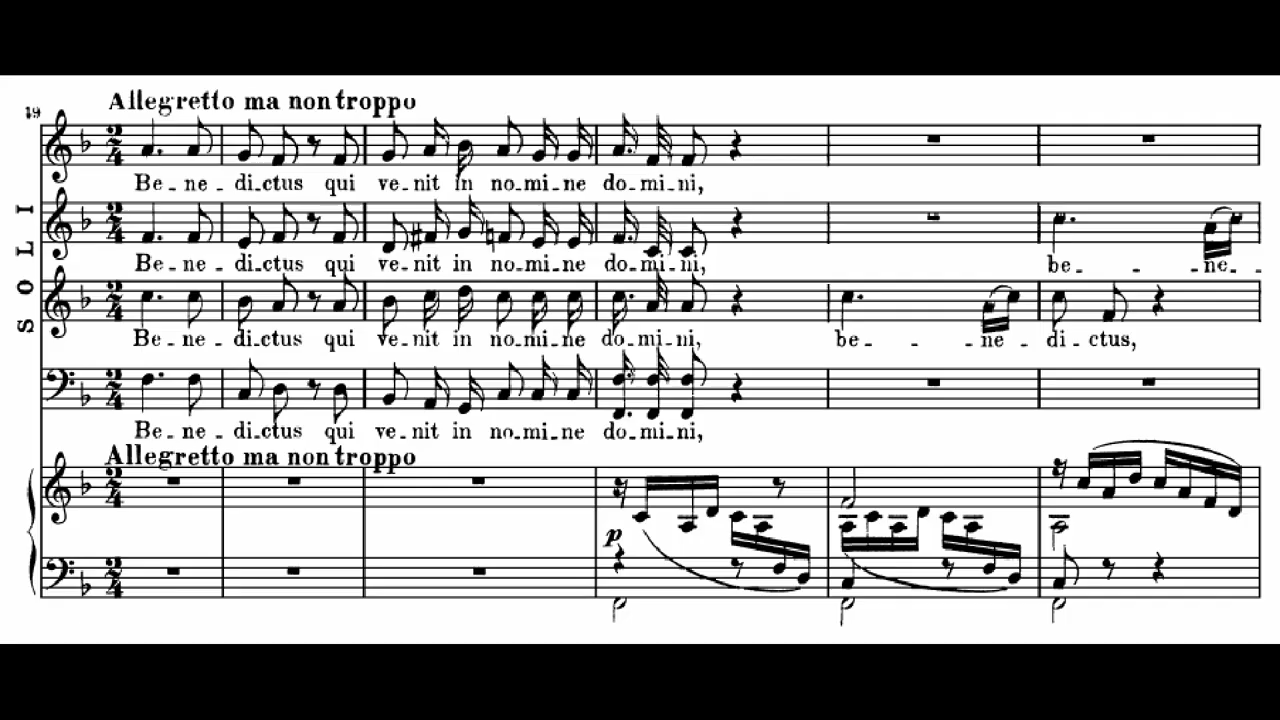 Allegretto ma non troppo
19
Be - ne - di - ctus qui ve - nit in no - mi - ne do - mi - ni,
SOLI
Be - ne - di - ctus qui ve - nit in no - mi - ne do - mi - ni, be - - ne -
Be - ne - di - ctus qui ve - nit in no - mi - ne do - mi - ni, be - - ne - di - ctus,
Be - ne - di - ctus qui ve - nit in no - mi - ne do - mi - ni,
Allegretto ma non troppo
p